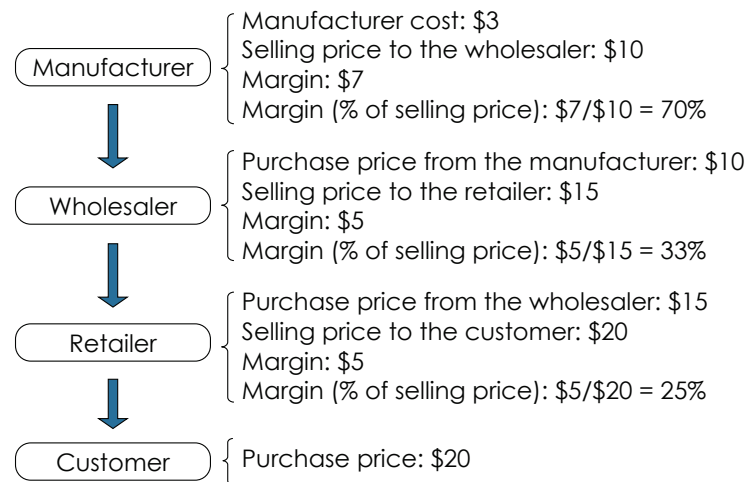 Manufacturer
Manufacturer cost: $3
Selling price to the wholesaler: $10
Margin: $7
Margin (% of selling price): $7/$10 = 70%
Wholesaler
Purchase price from the manufacturer: $10
Selling price to the retailer: $15
Margin: $5
Margin (% of selling price): $5/$15 = 33%
Retailer
Purchase price from the wholesaler: $15
Selling price to the customer: $20
Margin: $5
Margin (% of selling price): $5/$20 = 25%
Customer
Purchase price: $20